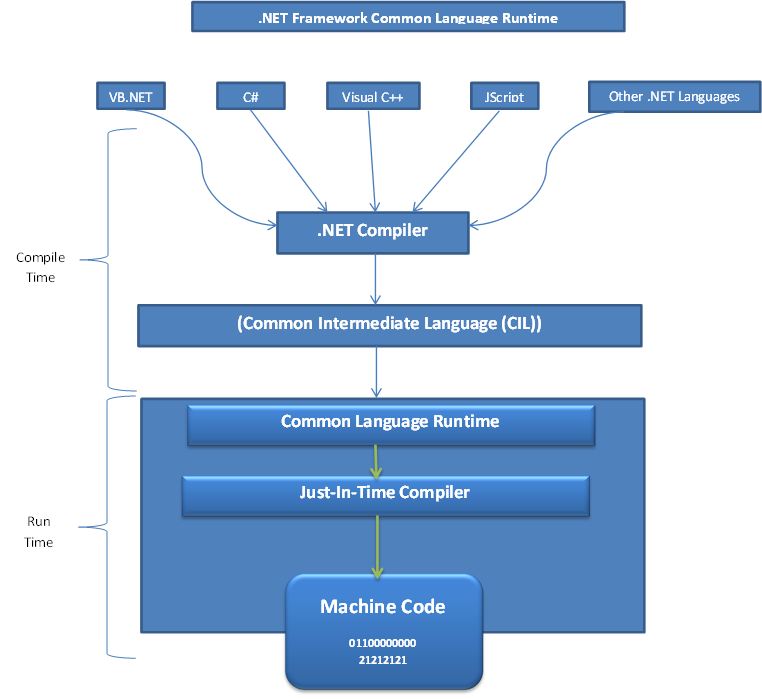 .NET Framework Common Language Runtime
VB.NET
C#
Visual C++
JScript
Other .NET Languages
.NET Compiler
Compile
Time
(Common Intermediate Language (CIL))
Common Language Runtime
Just-In-Time Compiler
Run
Time
Machine Code
01100000000
21212121